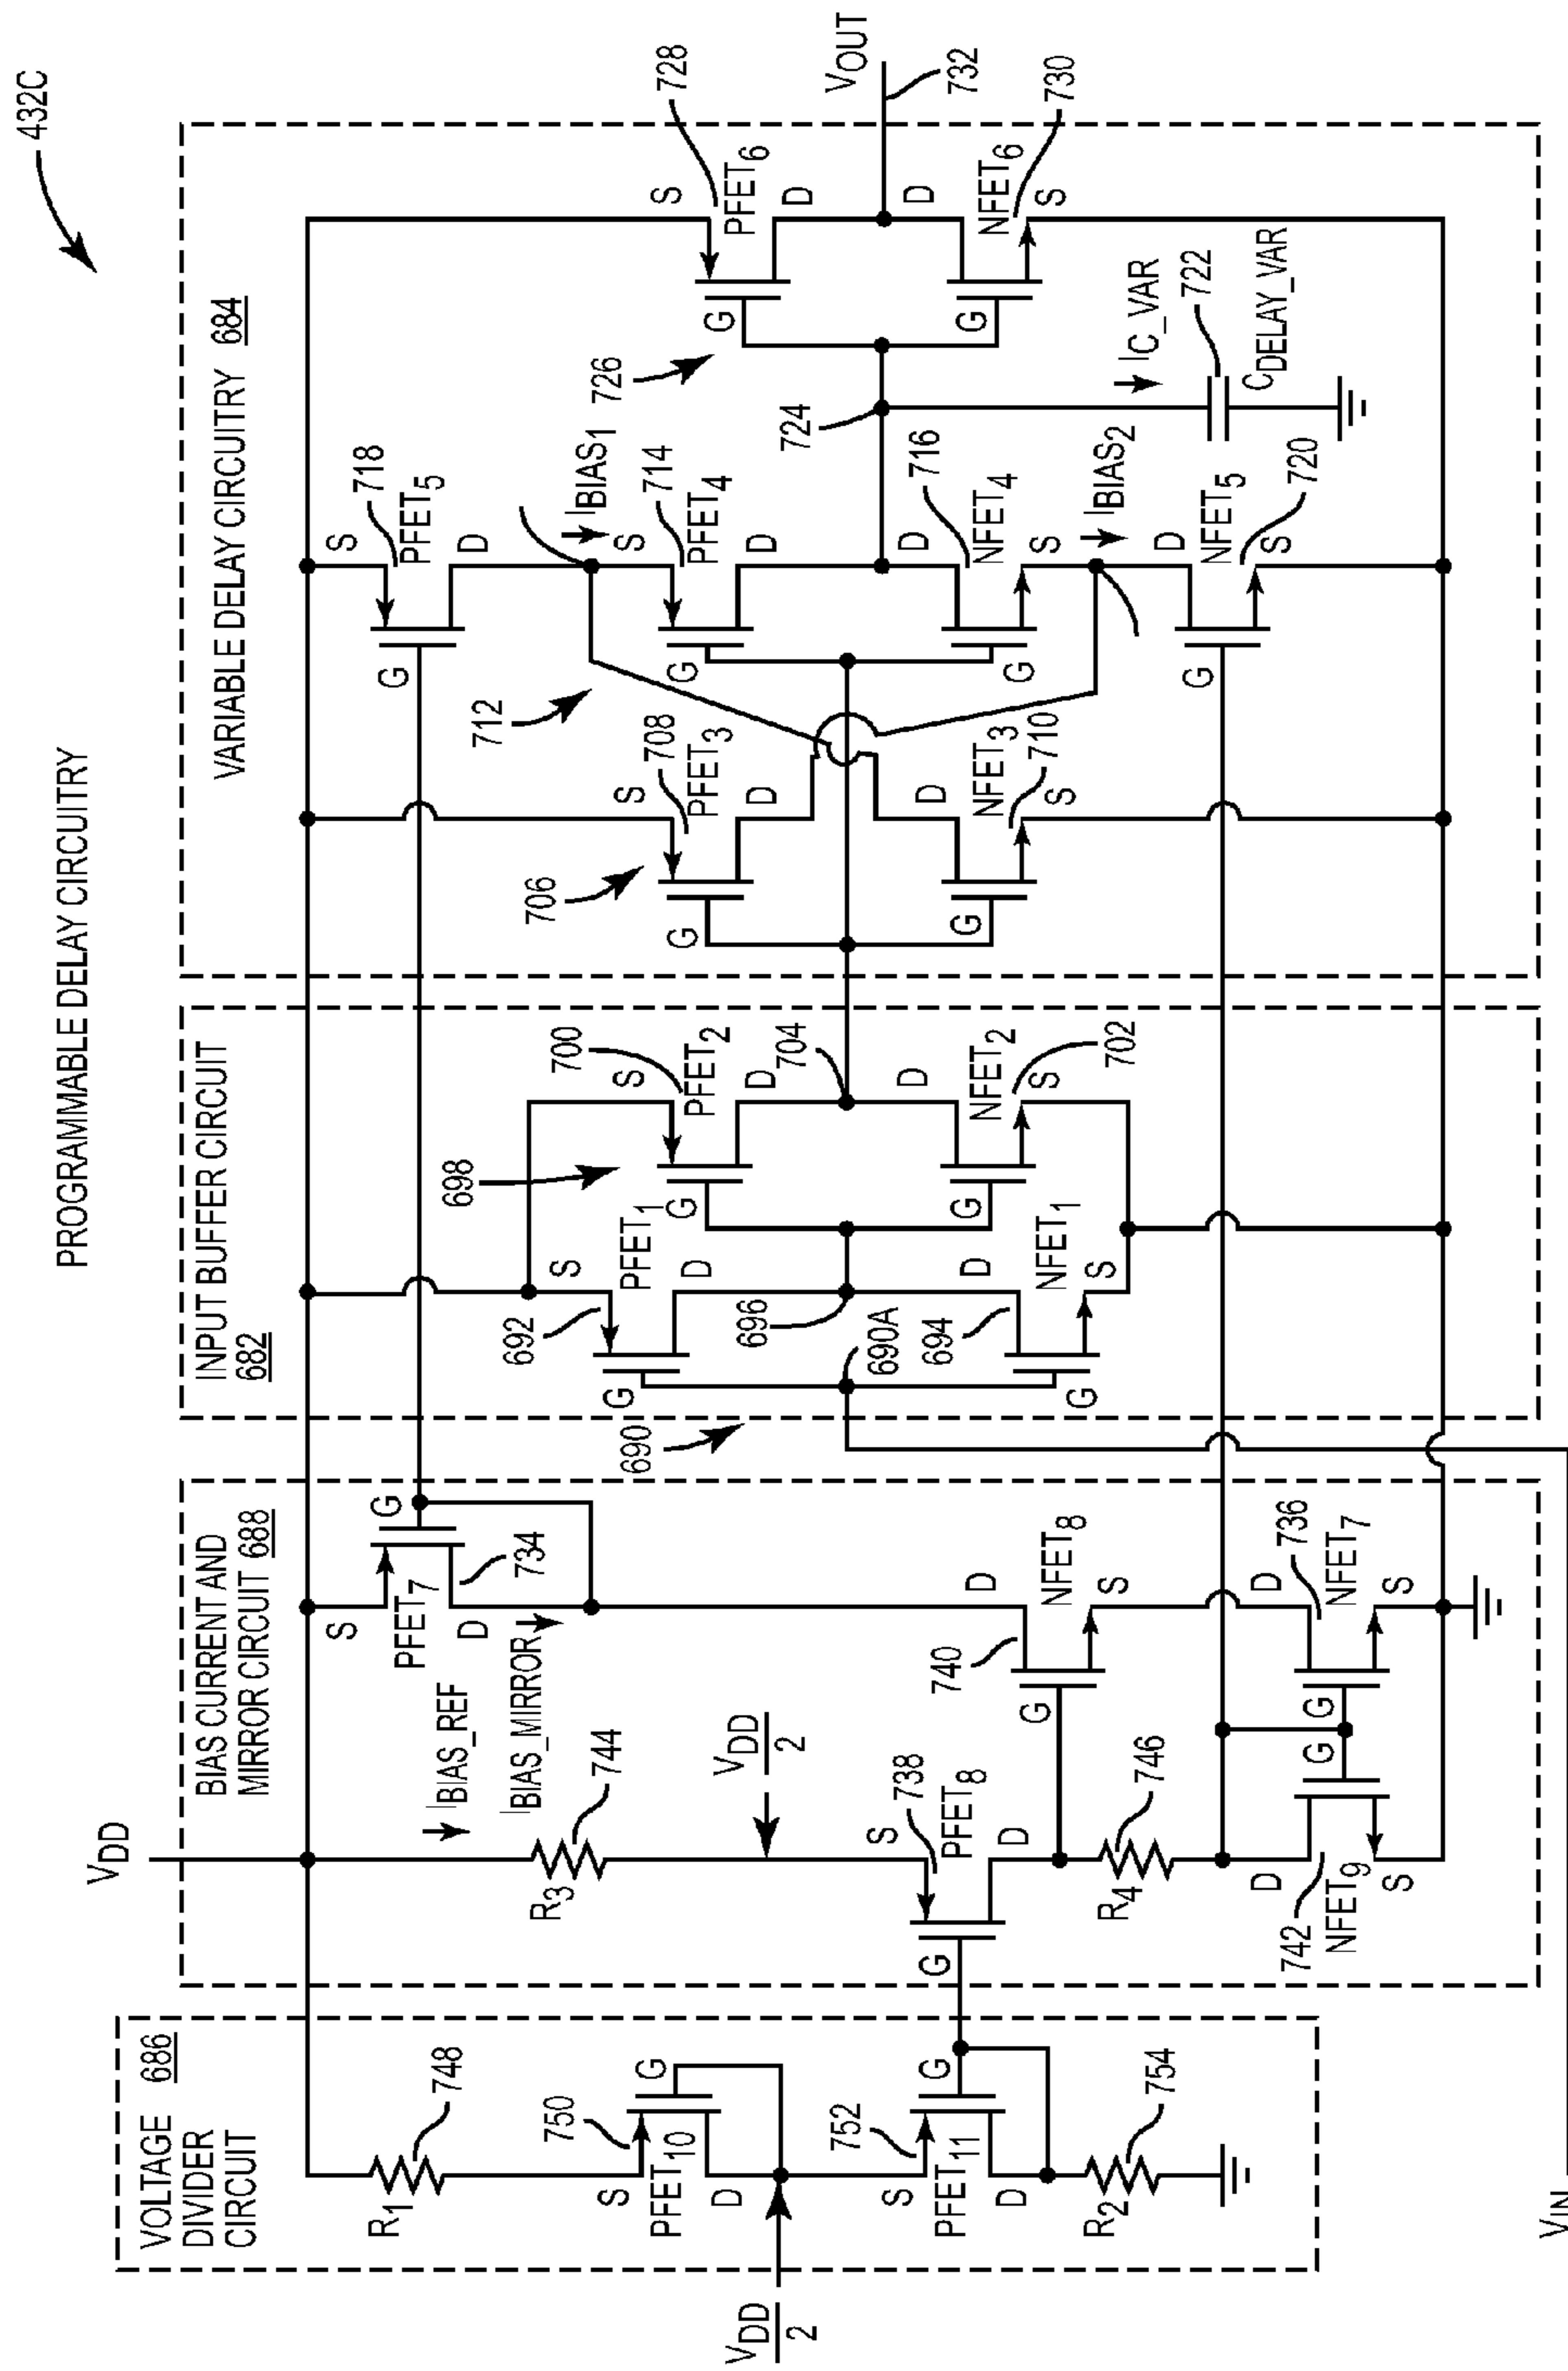 PROGRAMMABLE DELAY CIRCUITRY
432C
VOLTAGE 686
DIVIDER
CIRCUIT
R1
748
750
S
G
PFET10
D
VDD
2
752
S
G
PFET11
D
R2
754
VDD
BIAS CURRENT AND
MIRROR CIRCUIT 688
IBIAS_REF
IBIAS_MIRROR
R3
744
VDD
2
S
738
PFET8
G
D
R4
746
D
742
NFET9
S
G
S
G
PFET7
D
734
D
740
G
NFET8
S
D
736
G
NFET7
S
VIN
INPUT BUFFER CIRCUIT
682
690
692
S
PFET1
G
D
696
690A
694
D
NFET1
G
S
698
700
S
PFET2
G
D
704
D
NFET2
G
S
702
VARIABLE DELAY CIRCUITRY 684
706
S
708
PFET3
G
D
D
NFET3
710
G
S
712
S
718
PFET5
G
D
IBIAS1
S
714
PFET4
G
D
D
716
NFET4
G
S
IBIAS2
D
NFET5
G
720
S
724
IC_VAR
722
CDELAY_VAR
726
S
728
PFET6
G
D
VOUT
732
D
NFET6
G
730
S